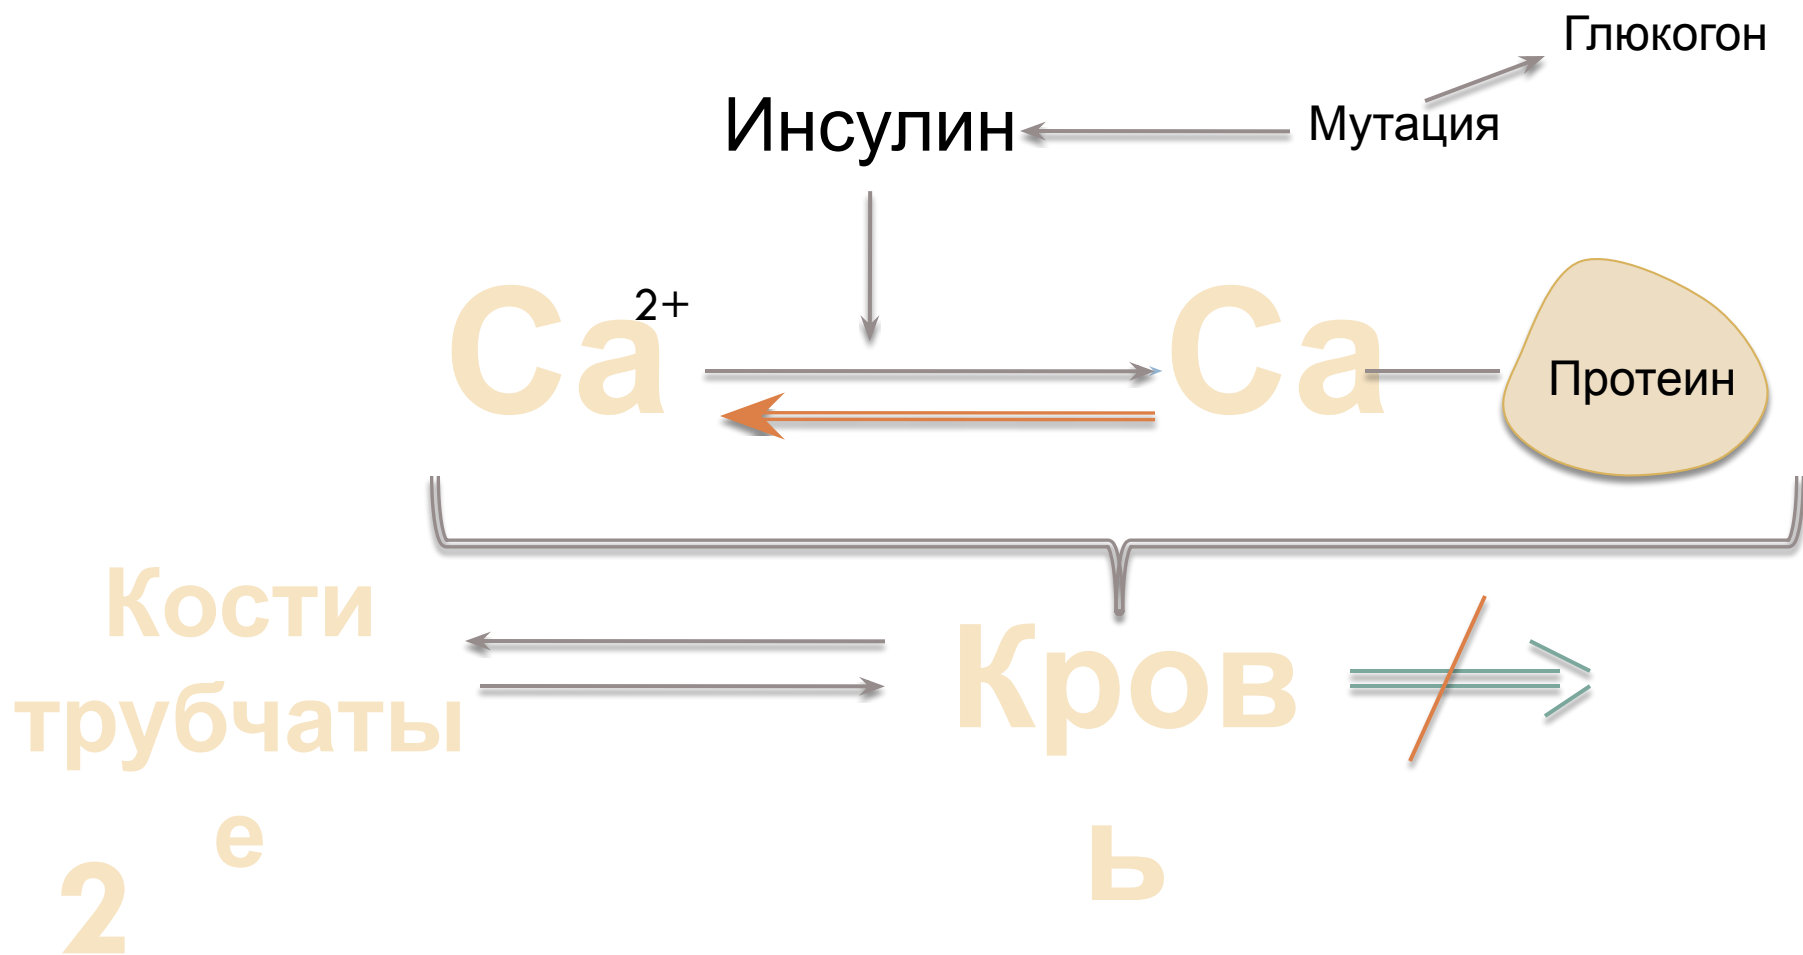 Глюкогон
Инсулин
Мутация
Ca 2+
Ca
Протеин
Кости
трубчаты
е
Кров
ь
2